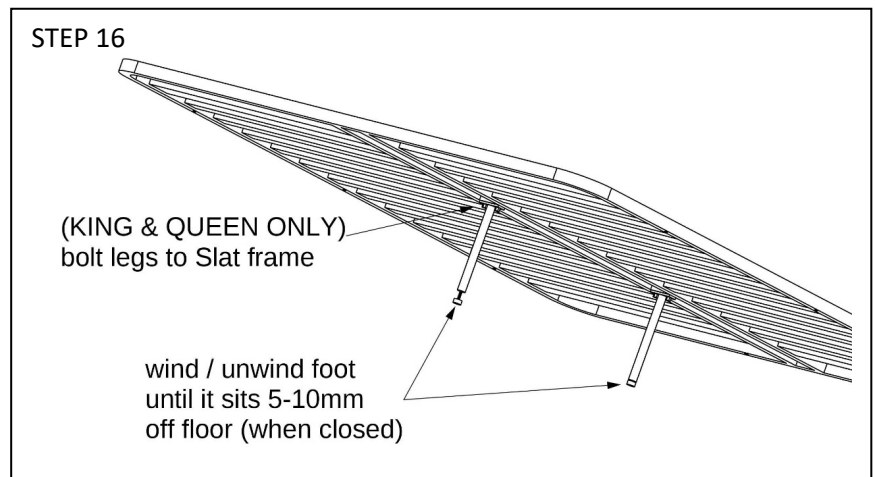 STEP 16
(KING & QUEEN ONLY)
bolt legs to Slat frame
wind / unwind foot
until it sits 5-10mm
off floor (when closed)